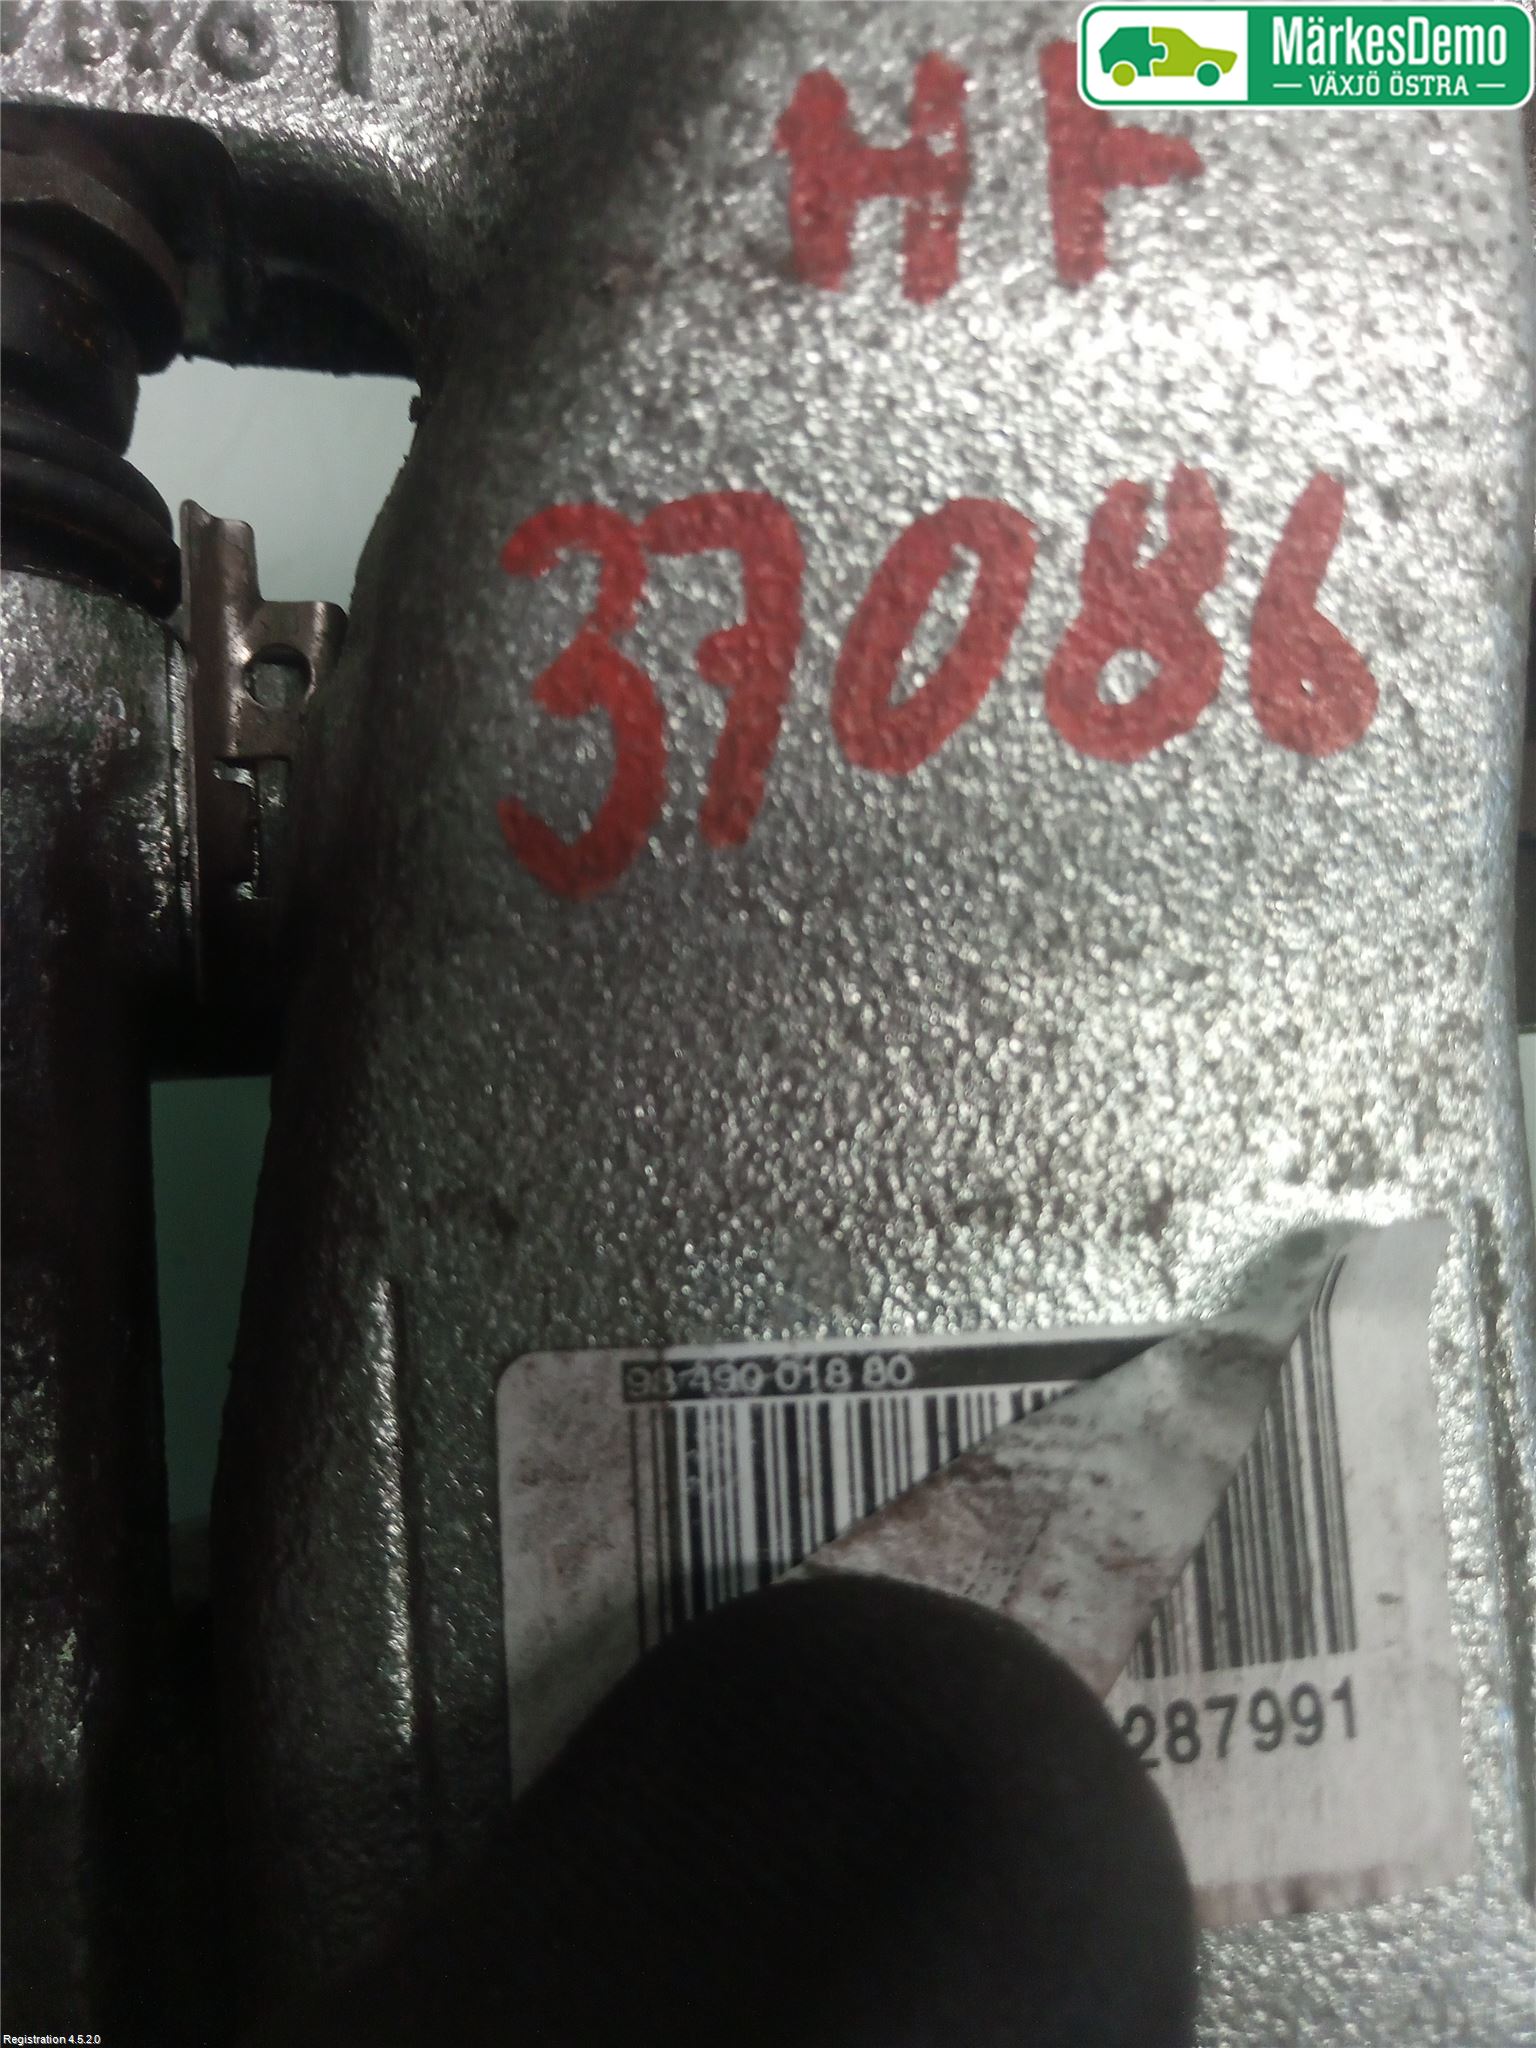 MärkesDemo
VÄXJÖ ÖSTRA
HF
37086
98 490 018 80
287991
Registration 4.5.2.0